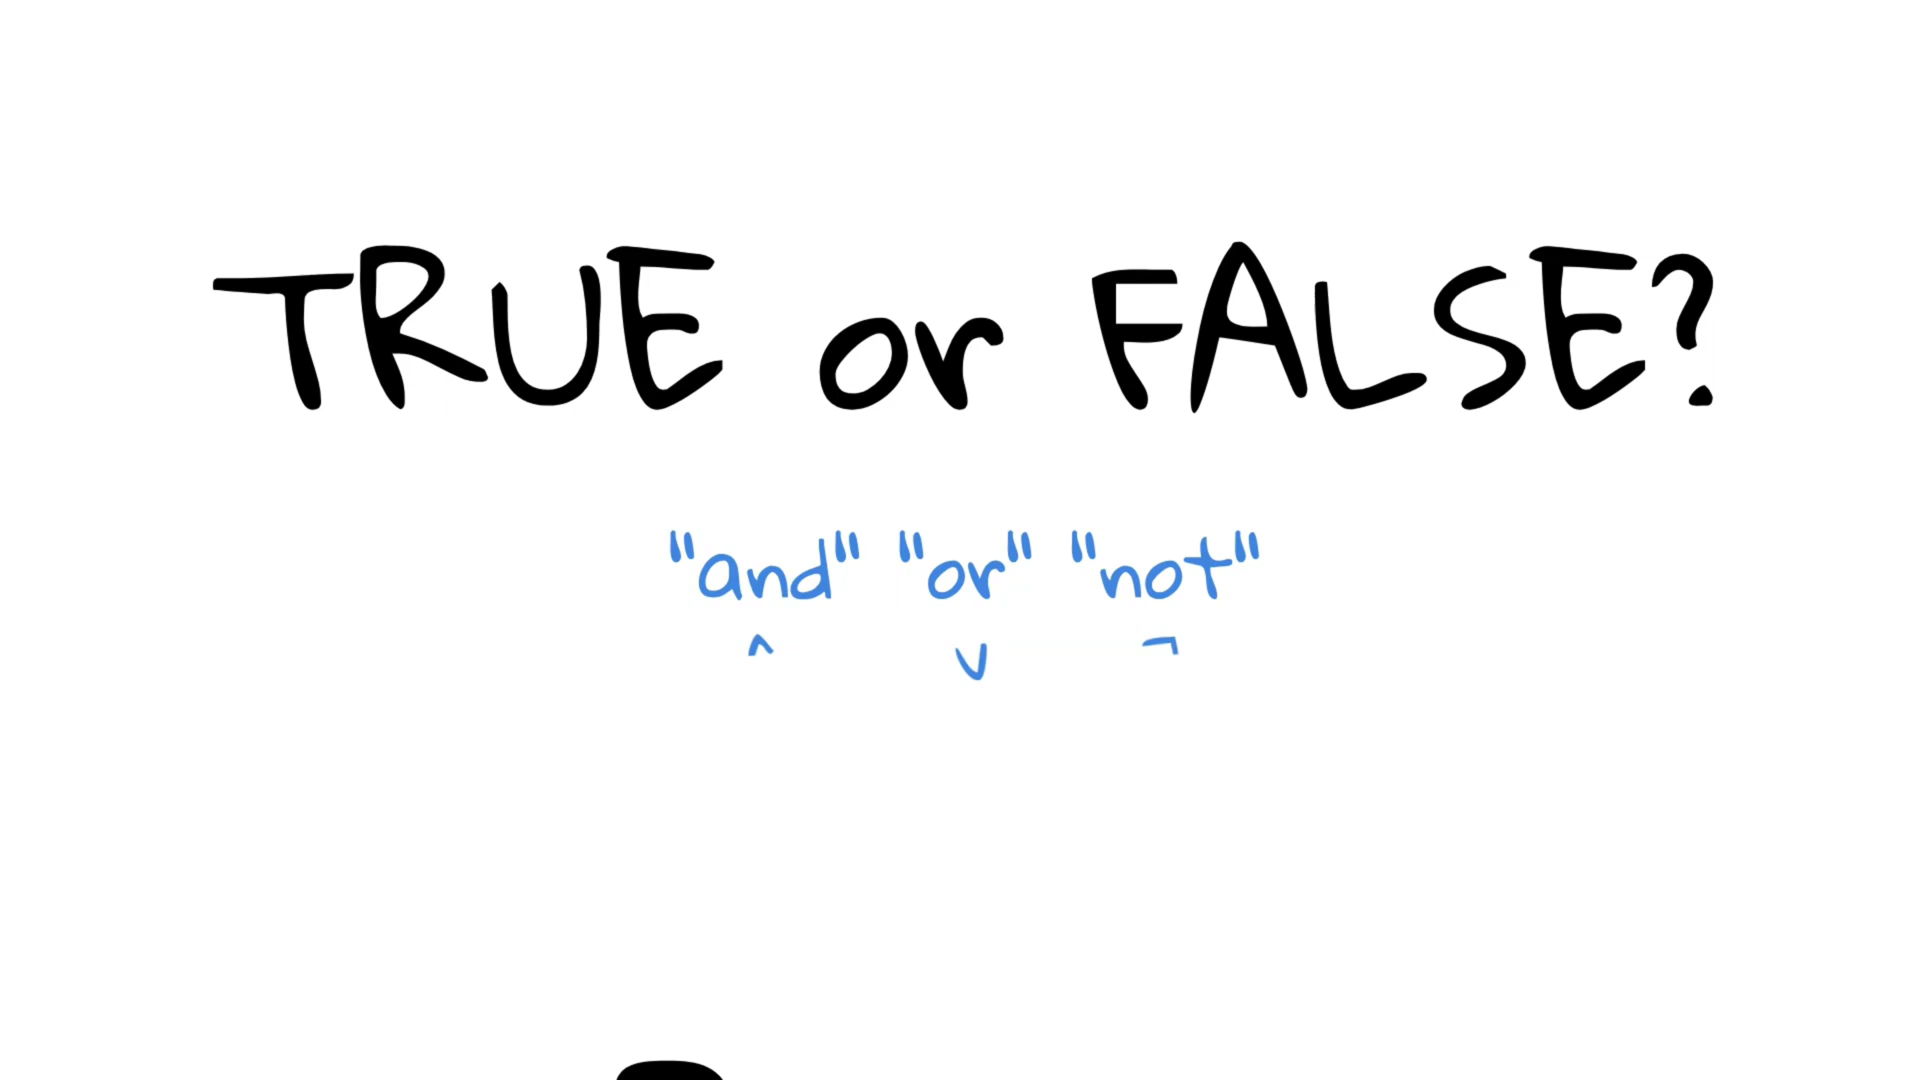 TRUE or FALSE?
"and" "or" "not"
^ v ¬